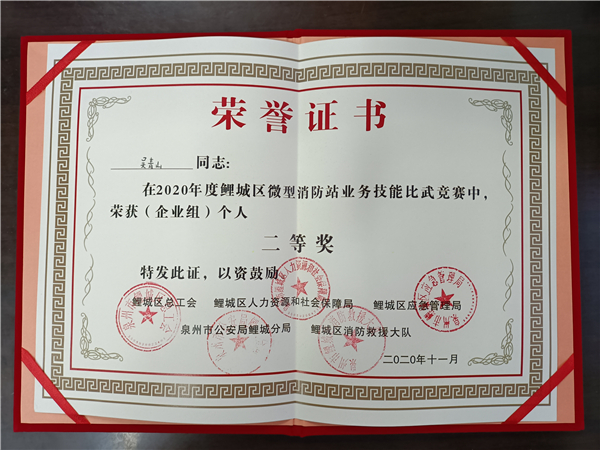 荣誉证书
吴青山 同志:
在2020年度鲤城区微型消防站业务技能比武竞赛中,
荣获（企业组）个人
二等奖
特发此证，以资鼓励。
鲤城区总工会 鲤城区人力资源和社会保障局 鲤城区应急管理局
泉州市公安局鲤城分局 鲤城区消防救援大队
二〇二〇年十一月